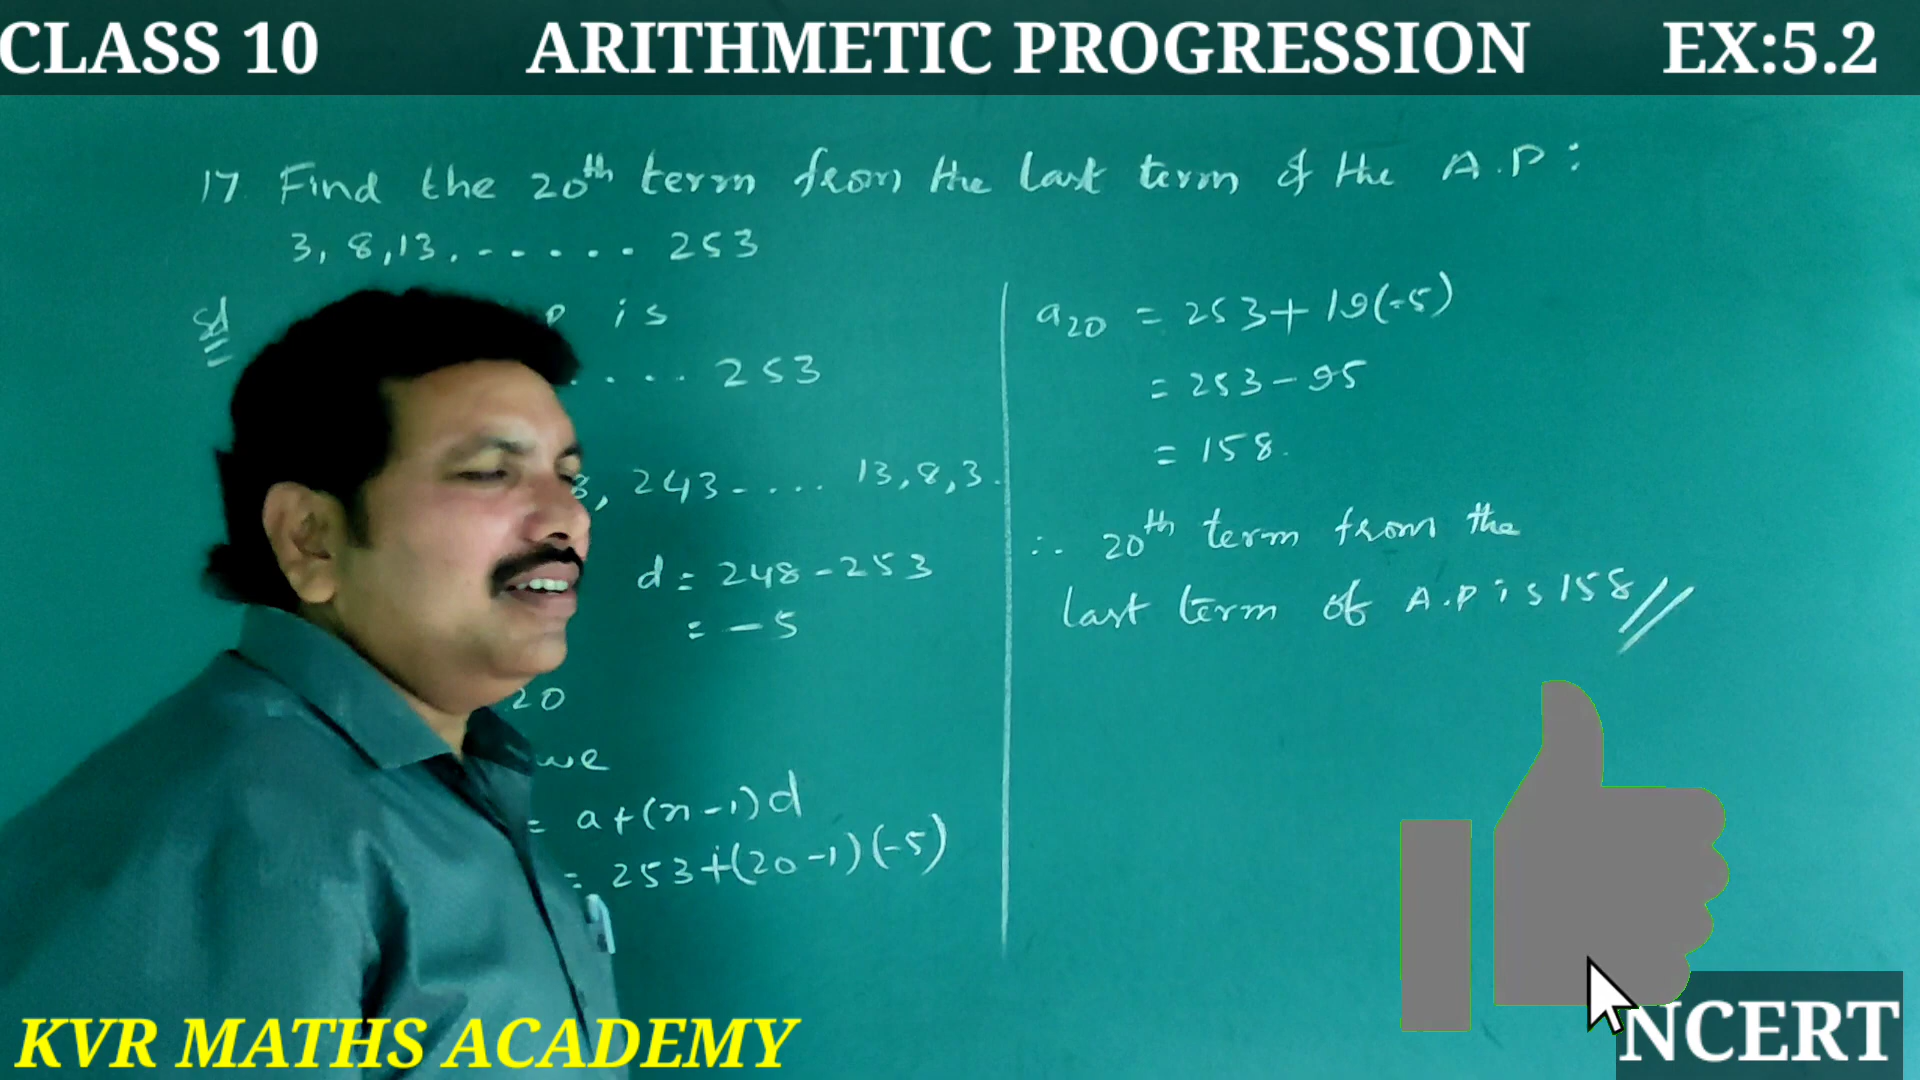 CLASS 10 ARITHMETIC PROGRESSION EX:5.2
17. Find the 20th term from the last term of the A.P:
3, 8, 13, - - - - - - 253
Sol is
.... 253
, 243 - .... 13, 8, 3.
d = 248 - 253
= -5
20
we
= a+(n-1)d
= 253+(20-1)(-5)
a20 = 253+19(-5)
= 253-95
= 158.
∴ 20th term from the
last term of A.P is 158//
KVR MATHS ACADEMY
NCERT